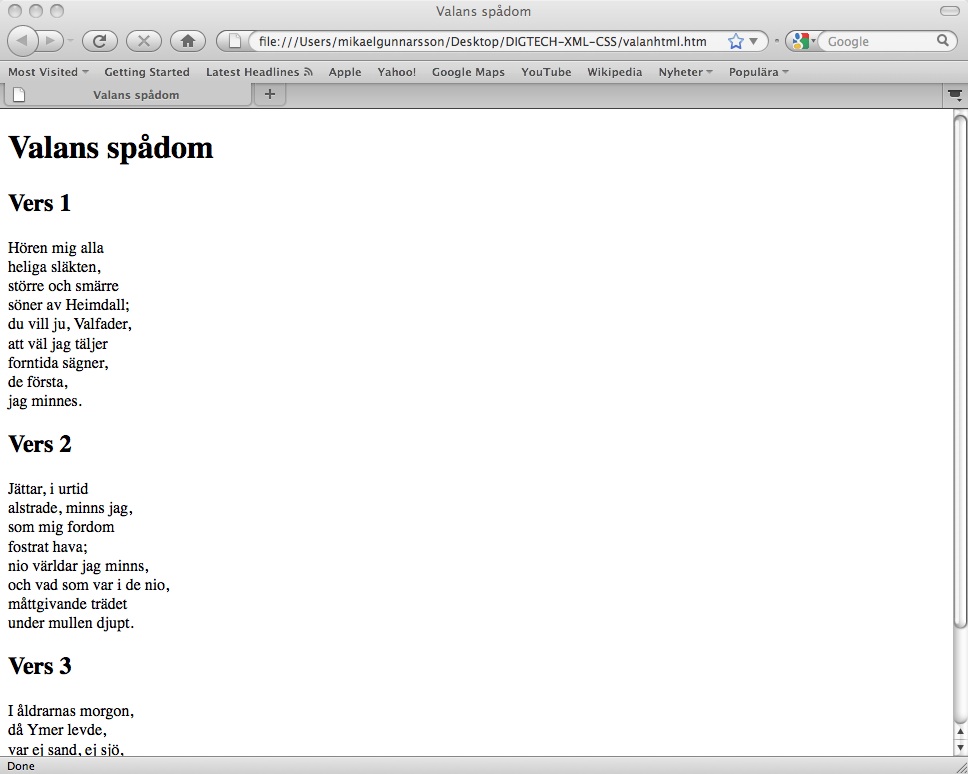 Valans spådom
file:///Users/mikaelgunnarsson/Desktop/DIGTECH-XML-CSS/valanhtml.htm
Google
Most Visited Getting Started Latest Headlines Apple Yahoo! Google Maps YouTube Wikipedia Nyheter Populära
Valans spådom
Valans spådom
Vers 1
Hören mig alla
heliga släkten,
större och smärre
söner av Heimdall;
du vill ju, Valfader,
att väl jag täljer
forntida sägner,
de första,
jag minnes.
Vers 2
Jättar, i urtid
alstrade, minns jag,
som mig fordom
fostrat hava;
nio världar jag minns,
och vad som var i de nio,
måttgivande trädet
under mullen djupt.
Vers 3
I åldrarnas morgon,
då Ymer levde,
var ej sand, ej sjö,
Done